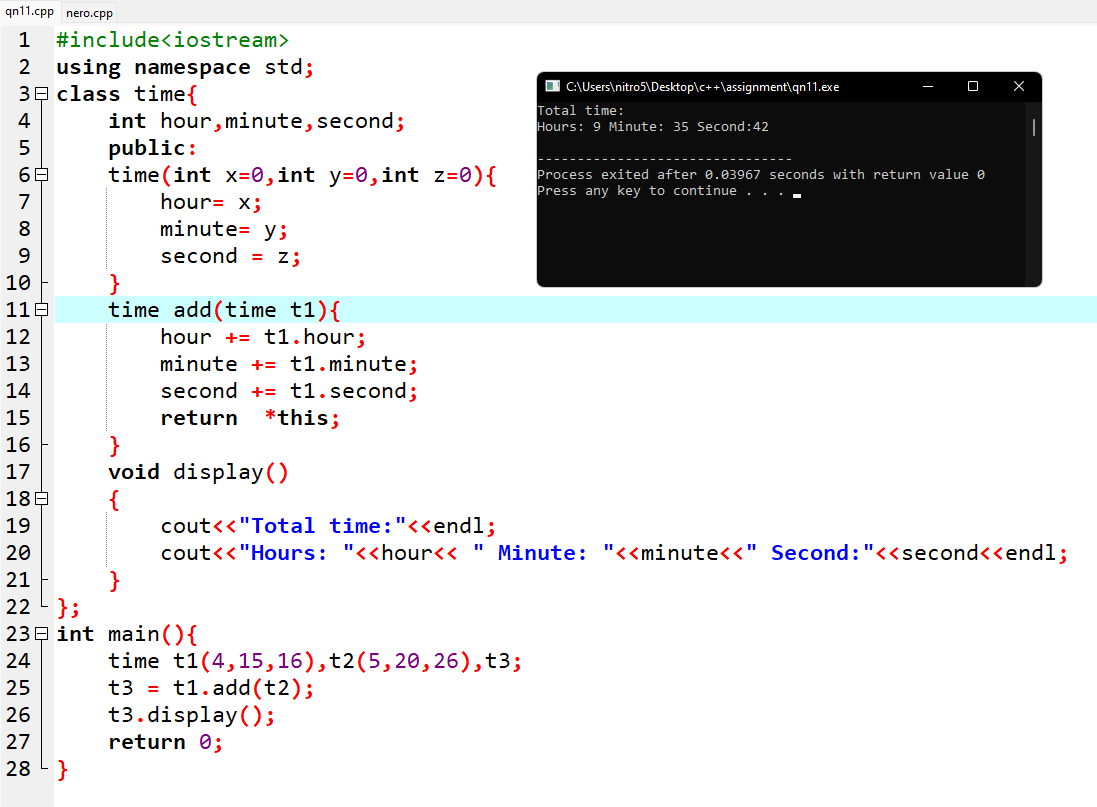 qn11.cpp nero.cpp
1 #include<iostream>
2 using namespace std;
3 class time{
4 int hour,minute,second;
5 public:
6 time(int x=0,int y=0,int z=0){
7 hour= x;
8 minute= y;
9 second = z;
10 }
11 time add(time t1){
12 hour += t1.hour;
13 minute += t1.minute;
14 second += t1.second;
15 return  *this;
16 }
17 void display()
18 {
19 cout<<"Total time:"<<endl;
20 cout<<"Hours: "<<hour<< " Minute: "<<minute<<" Second:"<<second<<endl;
21 }
22 };
23 int main(){
24 time t1(4,15,16),t2(5,20,26),t3;
25 t3 = t1.add(t2);
26 t3.display();
27 return 0;
28 }
C:\Users\nitro5\Desktop\c++\assignment\qn11.exe
Total time:
Hours: 9 Minute: 35 Second:42
--------------------------------
Process exited after 0.03967 seconds with return value 0
Press any key to continue . . .